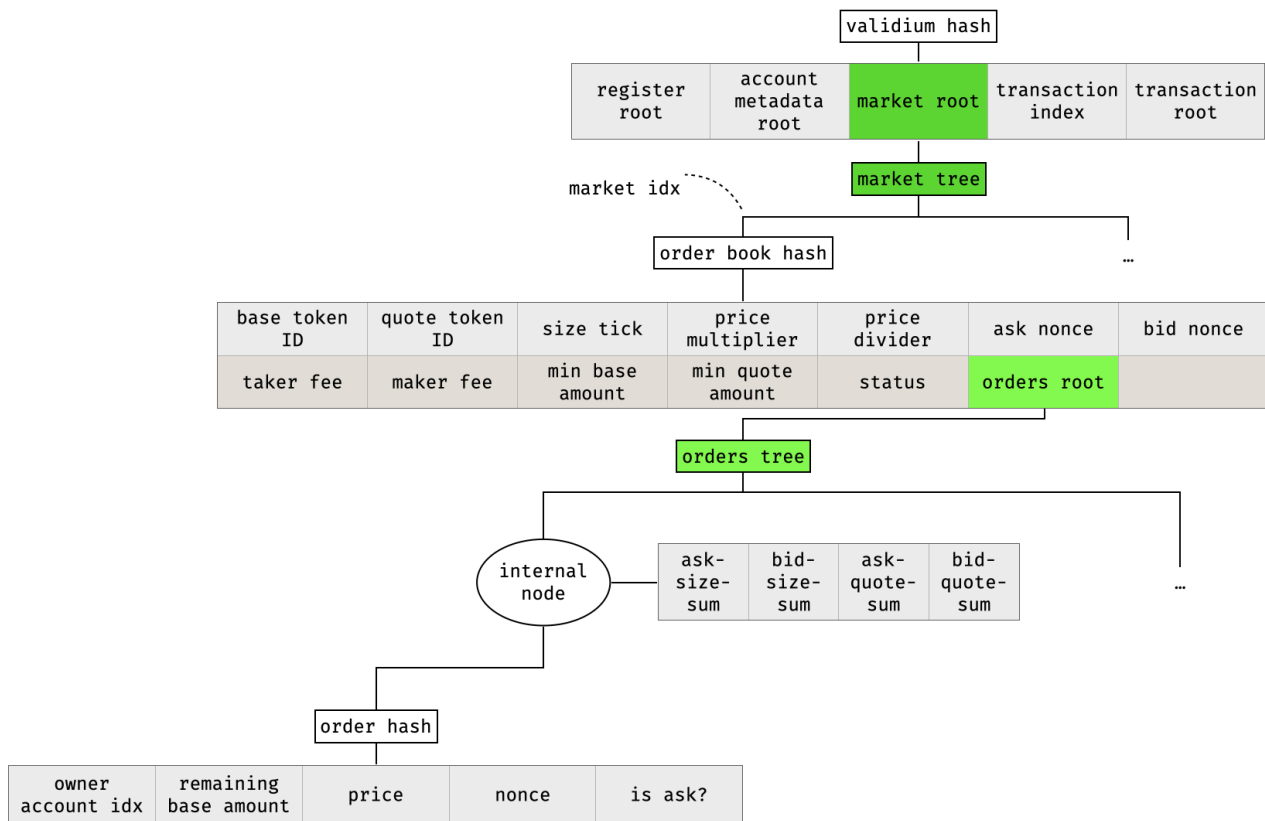 validium hash
register
root
account
metadata
root
market root
transaction
index
transaction
root
market tree
market idx
order book hash
…
base token
ID
quote token
ID
size tick
price
multiplier
price
divider
ask nonce
bid nonce
taker fee
maker fee
min base
amount
min quote
amount
status
orders root
orders tree
internal
node
ask-
size-
sum
bid-
size-
sum
ask-
quote-
sum
bid-
quote-
sum
…
order hash
owner
account idx
remaining
base amount
price
nonce
is ask?